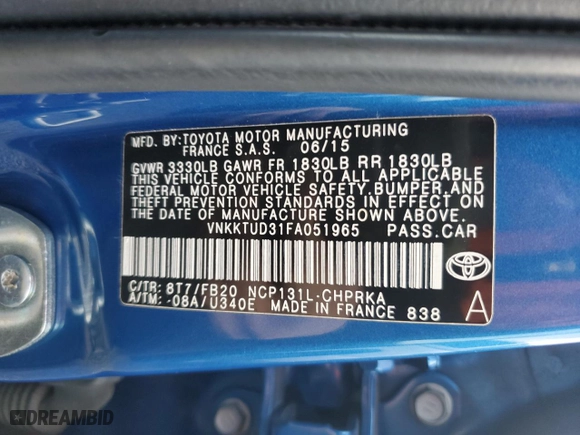 MFD. BY:TOYOTA MOTOR MANUFACTURING
FRANCE S.A.S. 06/15
GVWR 3330LB GAWR FR 1830LB RR 1830LB
THIS VEHICLE CONFORMS TO ALL APPLICABLE
FEDERAL MOTOR VEHICLE SAFETY,BUMPER,AND
THEFT PREVENTION STANDARDS IN EFFECT ON
THE DATE OF MANUFACTURE SHOWN ABOVE.
VNKKTUD31FA051965 PASS.CAR
C/TR: 8T7/FB20 NCP131L-CHPRKA
A/TM: -08A/U340E MADE IN FRANCE 838
A
DREAMBID